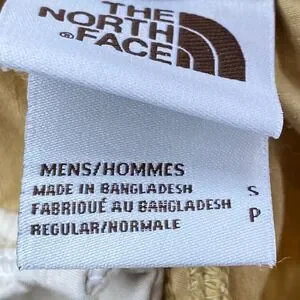 THE
NORTH
FACE
®
MENS/HOMMES
MADE IN BANGLADESH S
FABRIQUÉ AU BANGLADESH P
REGULAR/NORMALE